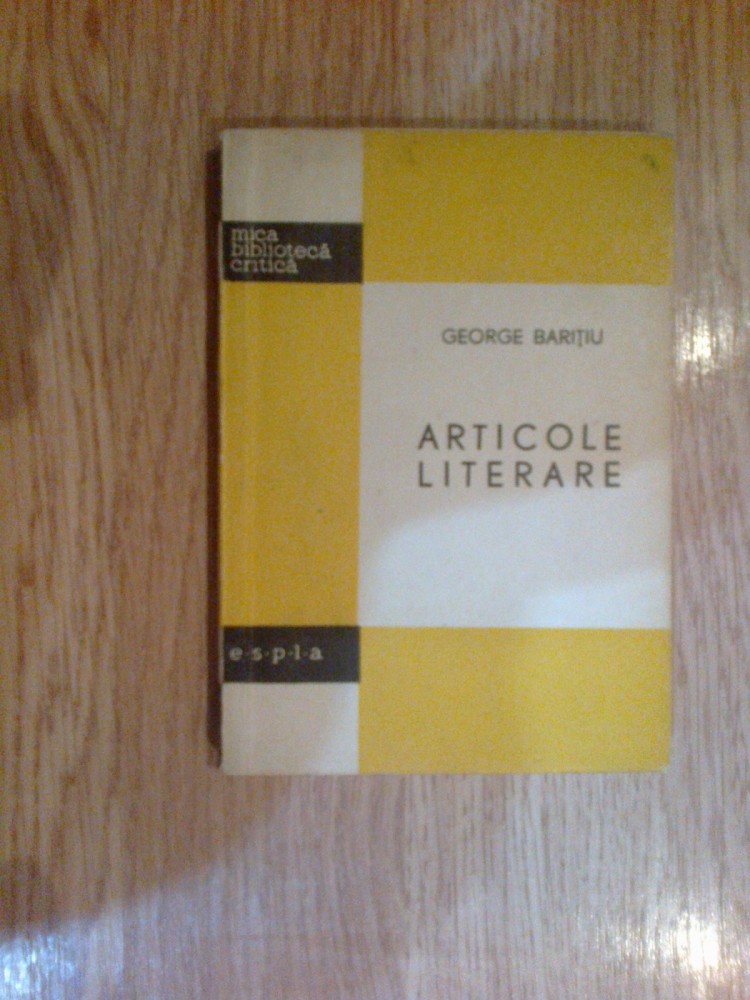 mica
bibliotecă
critică
GEORGE BARIȚIU
ARTICOLE
LITERARE
e·s·p·l·a